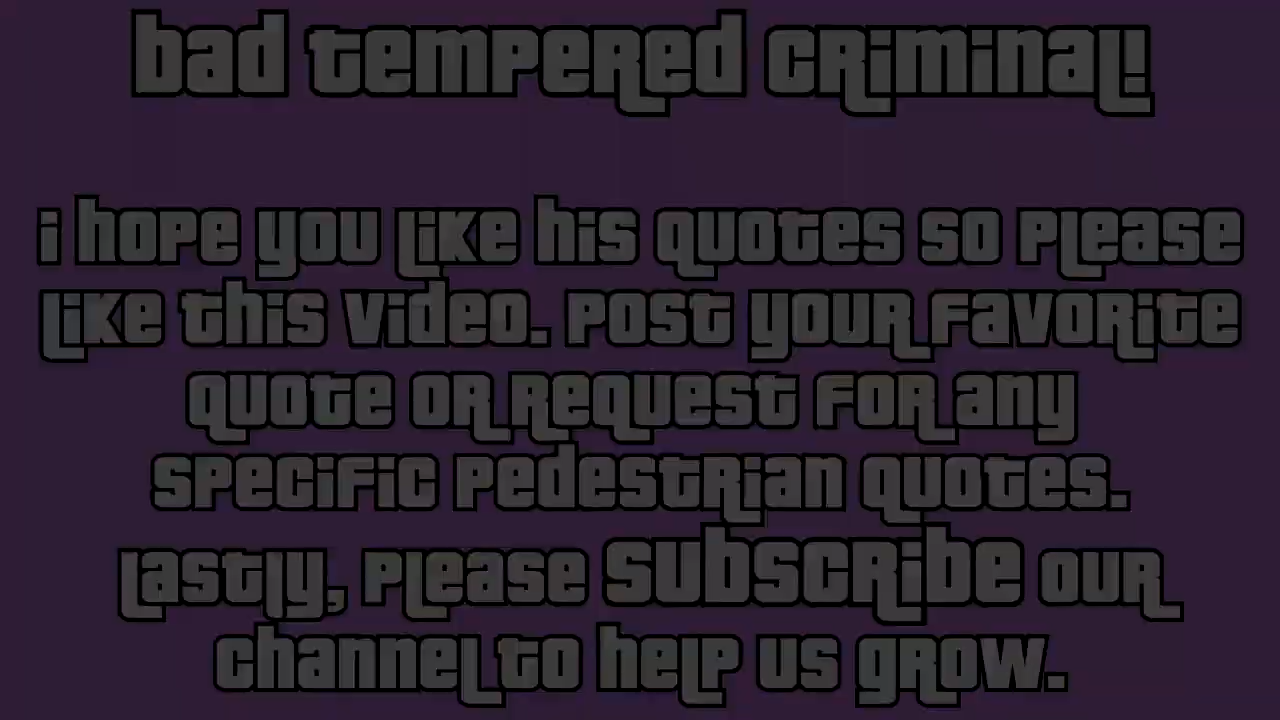 bad tempered criminal!
i hope you like his quotes so please
like this video. post your favorite
quote or request for any
specific pedestrian quotes.
lastly, please subscribe our
channel to help us grow.